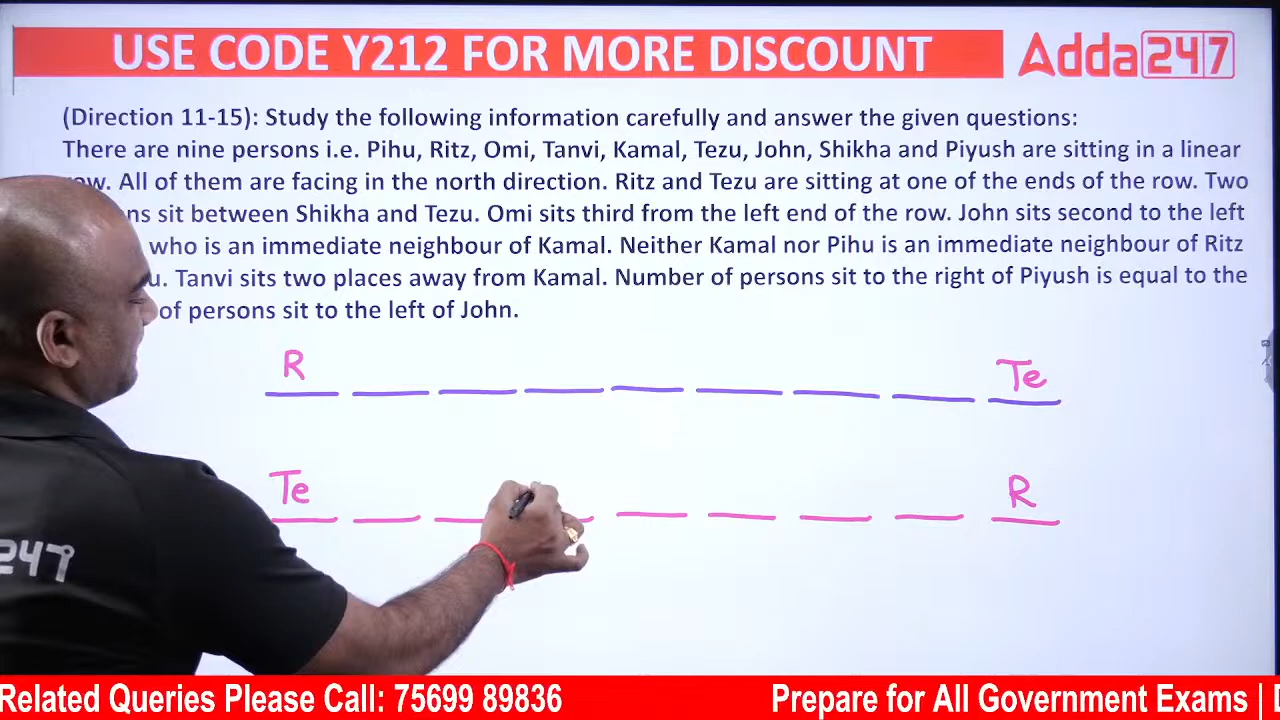 USE CODE Y212 FOR MORE DISCOUNT
Adda 247
(Direction 11-15): Study the following information carefully and answer the given questions:
There are nine persons i.e. Pihu, Ritz, Omi, Tanvi, Kamal, Tezu, John, Shikha and Piyush are sitting in a linear
row. All of them are facing in the north direction. Ritz and Tezu are sitting at one of the ends of the row. Two
ns sit between Shikha and Tezu. Omi sits third from the left end of the row. John sits second to the left
who is an immediate neighbour of Kamal. Neither Kamal nor Pihu is an immediate neighbour of Ritz
u. Tanvi sits two places away from Kamal. Number of persons sit to the right of Piyush is equal to the
of persons sit to the left of John.
R Te
Te R
247
Related Queries Please Call: 75699 89836 Prepare for All Government Exams |